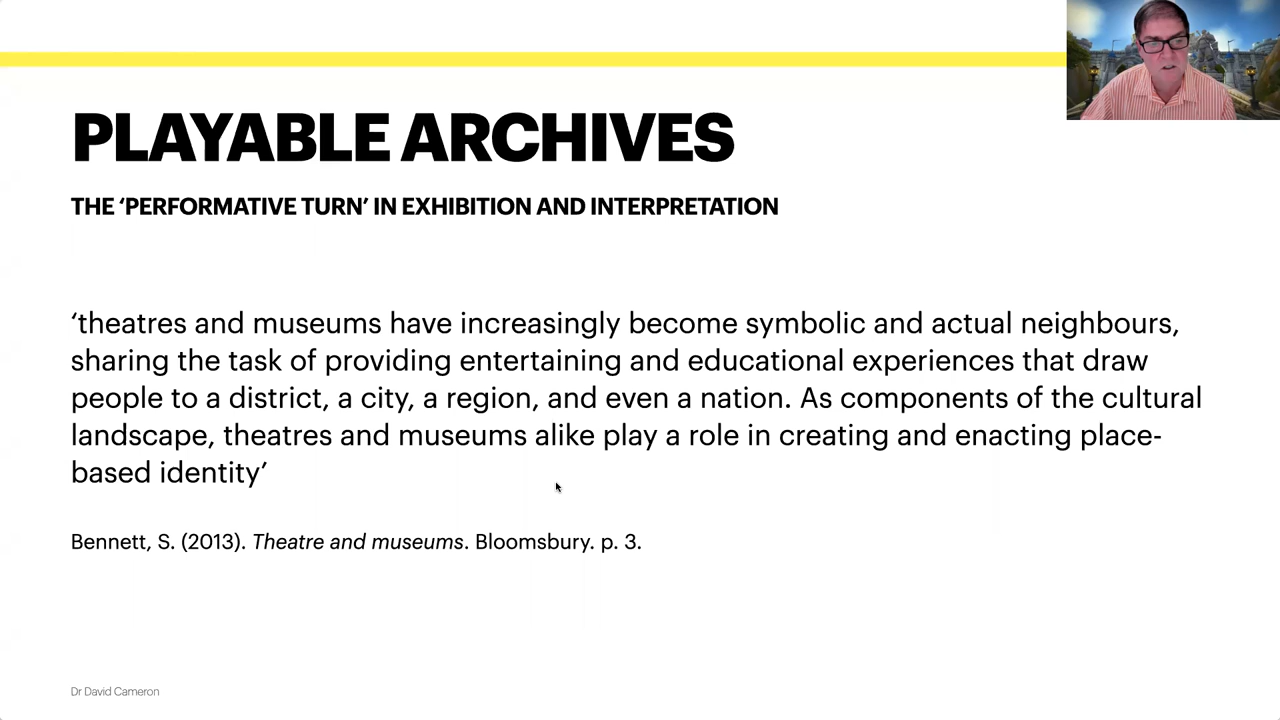 PLAYABLE ARCHIVES
THE ‘PERFORMATIVE TURN’ IN EXHIBITION AND INTERPRETATION
‘theatres and museums have increasingly become symbolic and actual neighbours,
sharing the task of providing entertaining and educational experiences that draw
people to a district, a city, a region, and even a nation. As components of the cultural
landscape, theatres and museums alike play a role in creating and enacting place-
based identity’
Bennett, S. (2013). Theatre and museums. Bloomsbury. p. 3.
Dr David Cameron